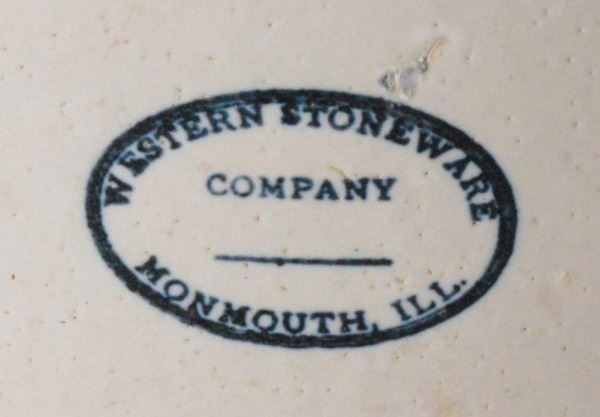 WESTERN STONEWARE
COMPANY
MONMOUTH, ILL.